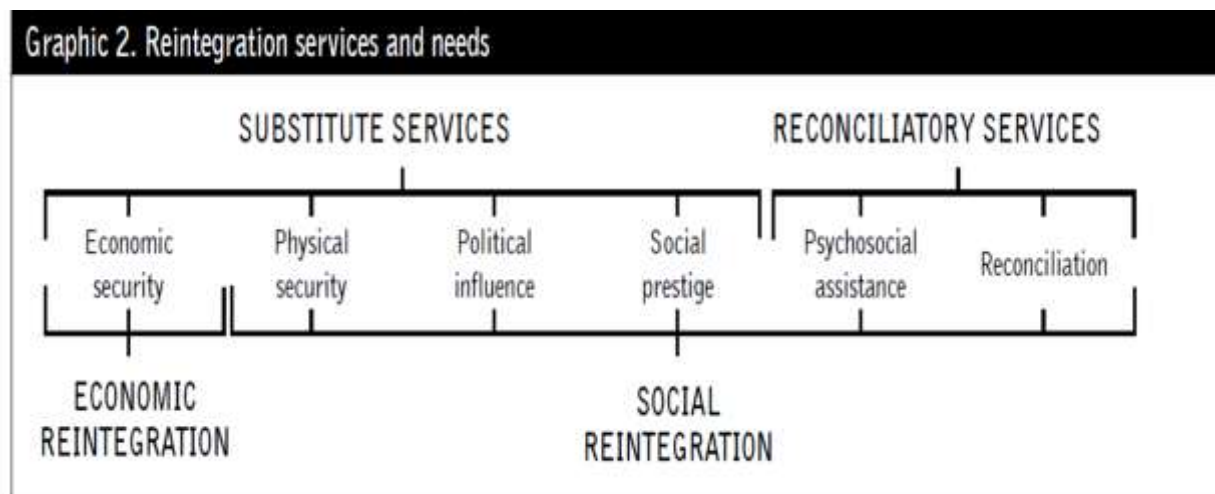 Graphic 2. Reintegration services and needs
SUBSTITUTE SERVICES
RECONCILIATORY SERVICES
Economic
security
Physical
security
Political
influence
Social
prestige
Psychosocial
assistance
Reconciliation
ECONOMIC
REINTEGRATION
SOCIAL
REINTEGRATION